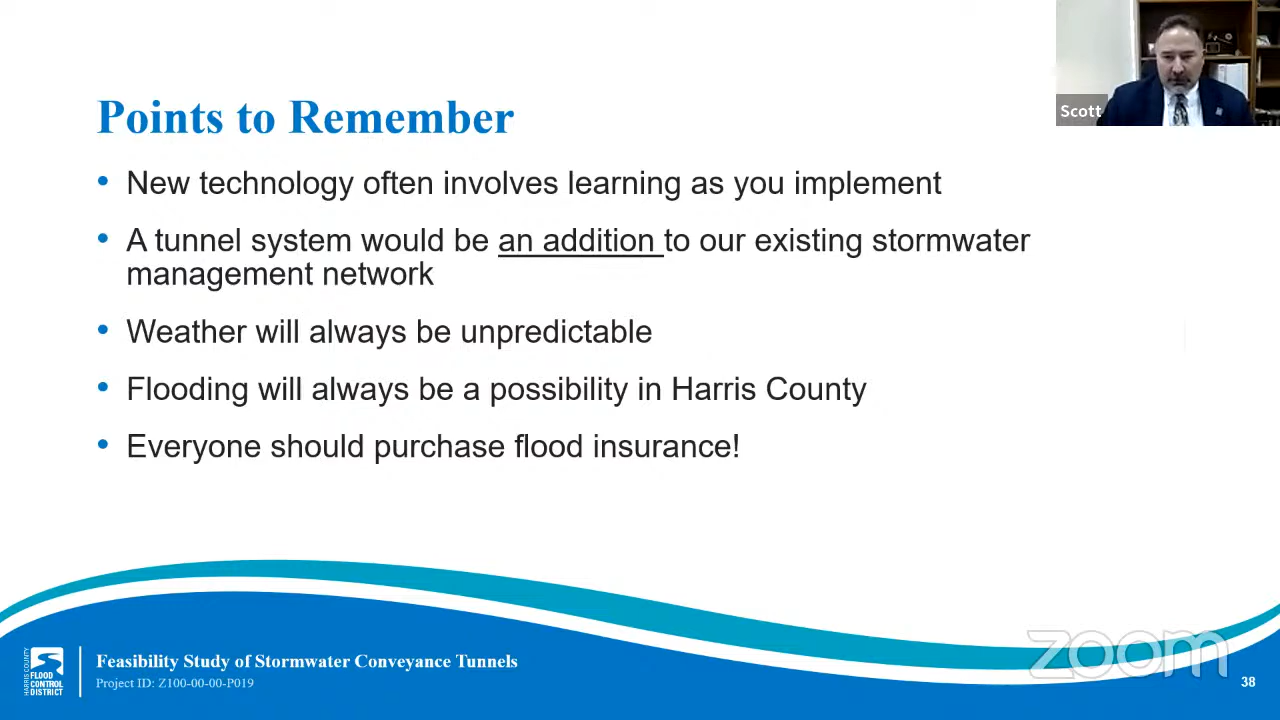 Scott
Points to Remember
• New technology often involves learning as you implement
• A tunnel system would be an addition to our existing stormwater
management network
• Weather will always be unpredictable
• Flooding will always be a possibility in Harris County
• Everyone should purchase flood insurance!
HARRIS COUNTY
FLOOD
CONTROL
DISTRICT
Feasibility Study of Stormwater Conveyance Tunnels
Project ID: Z100-00-00-P019
zoom
38